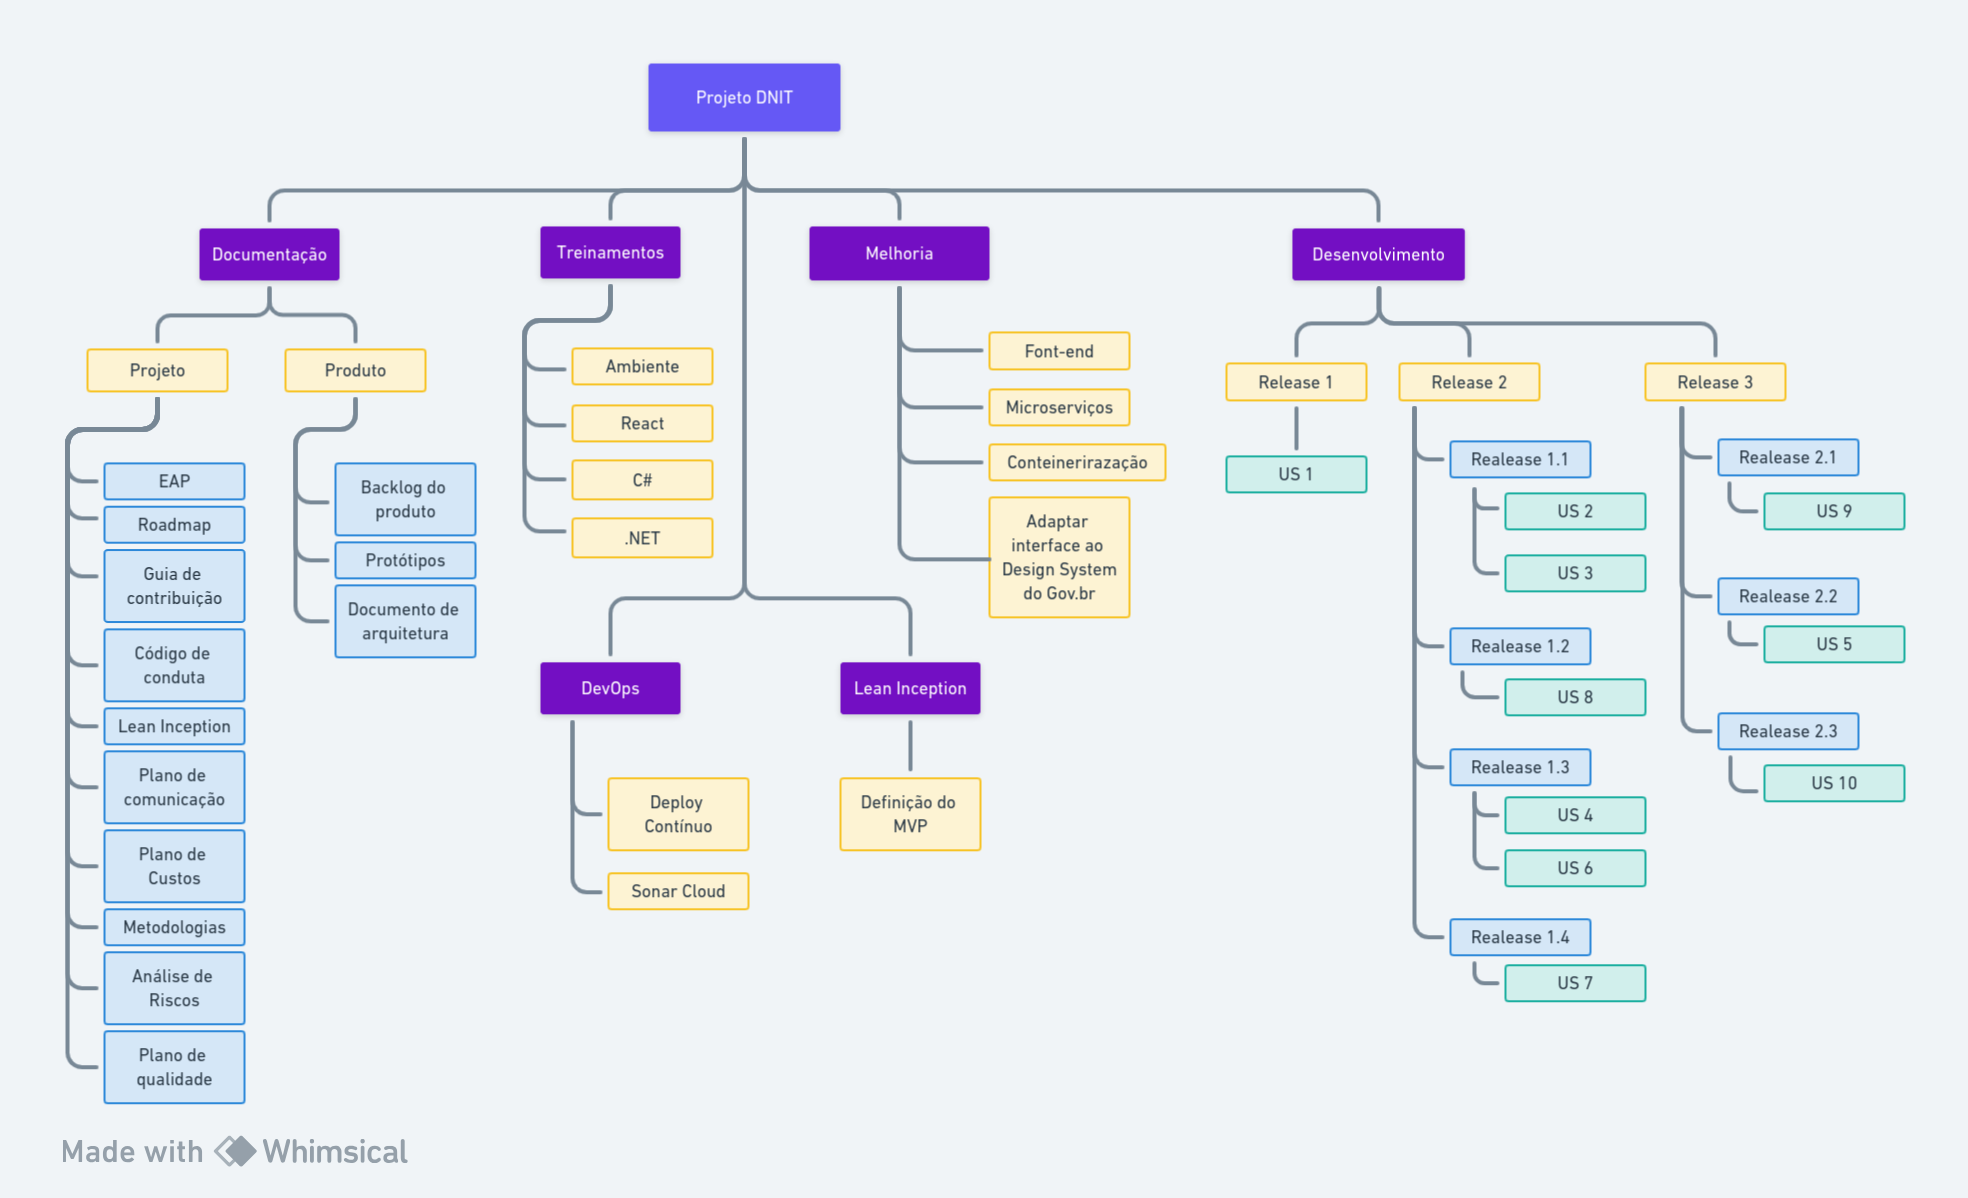 Projeto DNIT
Documentação
Projeto
EAP
Roadmap
Guia de
contribuição
Código de
conduta
Lean Inception
Plano de
comunicação
Plano de
Custos
Metodologias
Análise de
Riscos
Plano de
qualidade
Produto
Backlog do
produto
Protótipos
Documento de
arquitetura
Treinamentos
Ambiente
React
C#
.NET
DevOps
Deploy
Contínuo
Sonar Cloud
Lean Inception
Definição do
MVP
Melhoria
Font-end
Microserviços
Conteinerirazação
Adaptar
interface ao
Design System
do Gov.br
Desenvolvimento
Release 1
US 1
Release 2
Realease 1.1
US 2
US 3
Realease 1.2
US 8
Realease 1.3
US 4
US 6
Realease 1.4
US 7
Release 3
Realease 2.1
US 9
Realease 2.2
US 5
Realease 2.3
US 10
Made with Whimsical